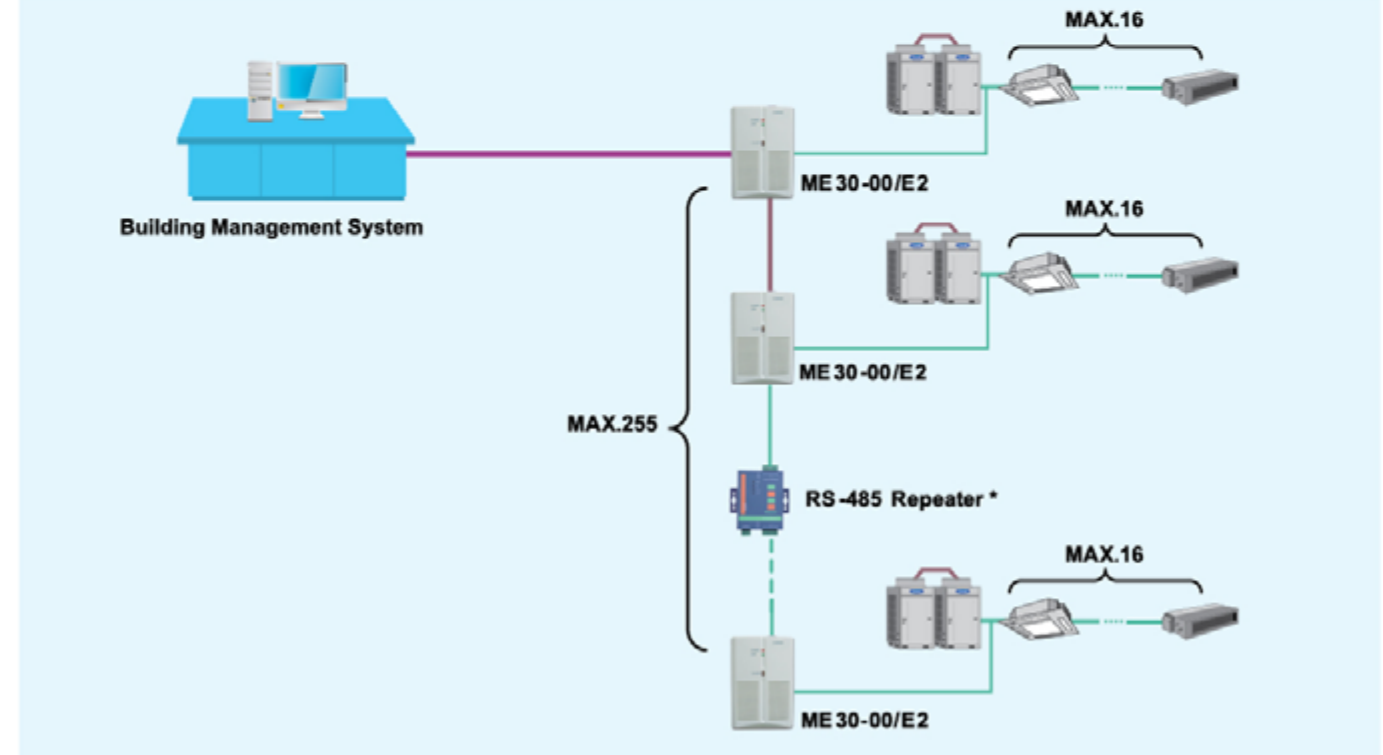 MAX.16
ME30-00/E2
Building Management System
MAX.16
ME30-00/E2
MAX.255
RS-485 Repeater *
MAX.16
ME30-00/E2